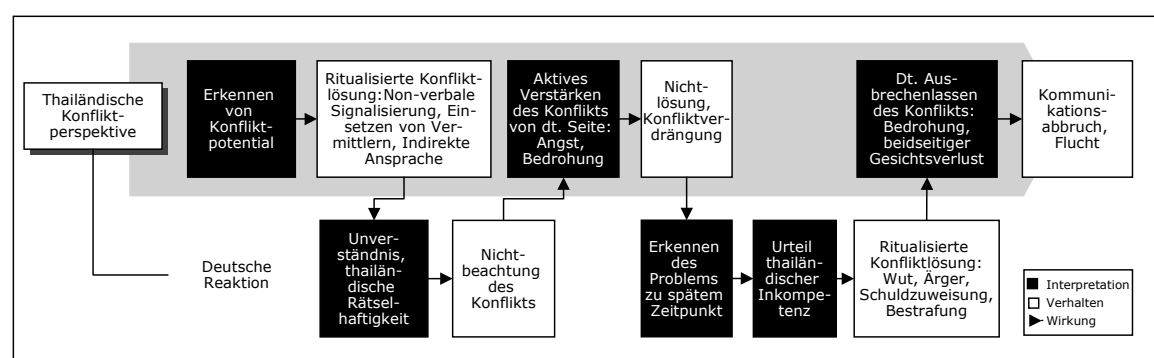 Thailändische
Konflikt-
perspektive
Erkennen
von
Konflikt-
potential
Ritualisierte Konflikt-
lösung:Non-verbale
Signalisierung, Ein-
setzen von Ver-
mittlern, Indirekte
Ansprache
Aktives
Verstärken
des Konflikts
von dt. Seite:
Angst,
Bedrohung
Nicht-
lösung,
Konfliktver-
drängung
Dt. Aus-
brechenlassen
des Konflikts:
Bedrohung,
beidseitiger
Gesichtsverlust
Kommuni-
kations-
abbruch,
Flucht
Deutsche
Reaktion
Unver-
ständnis,
thailän-
dische
Rätsel-
haftigkeit
Nicht-
beachtung
des
Konflikts
Erkennen
des
Problems
zu spätem
Zeitpunkt
Urteil
thailän-
discher
Inkompe-
tenz
Ritualisierte
Konfliktlösung:
Wut, Ärger,
Schuldzuweisung,
Bestrafung
Interpretation
Verhalten
Wirkung